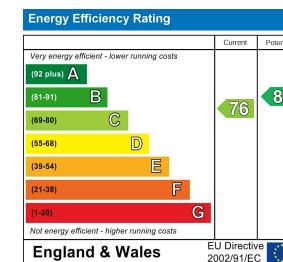 Energy Efficiency Rating
Current
Very energy efficient - lower running costs
(92 plus) A
(81-91) B
(69-80) C
(55-68) D
(39-54) E
(21-38) F
(1-20) G
76
Not energy efficient - higher running costs
England & Wales
EU Directive
2002/91/EC